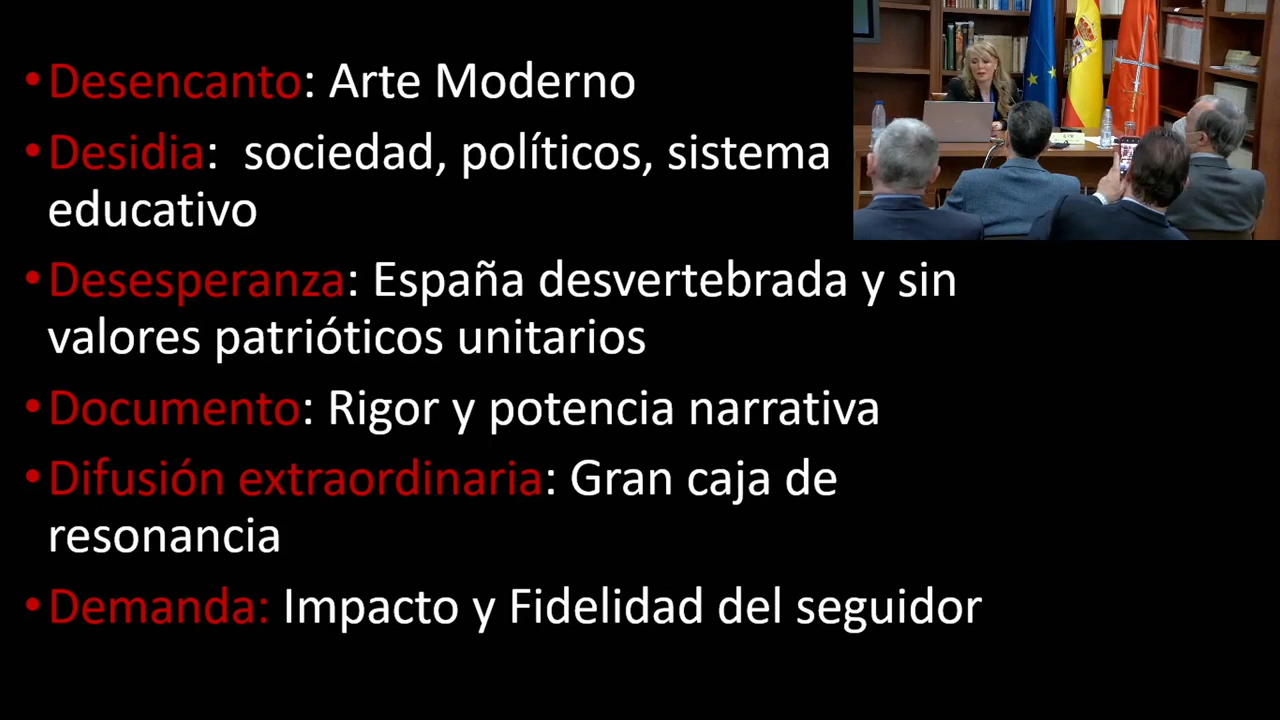 •Desencanto: Arte Moderno
•Desidia: sociedad, políticos, sistema
educativo
•Desesperanza: España desvertebrada y sin
valores patrióticos unitarios
•Documento: Rigor y potencia narrativa
•Difusión extraordinaria: Gran caja de
resonancia
•Demanda: Impacto y Fidelidad del seguidor